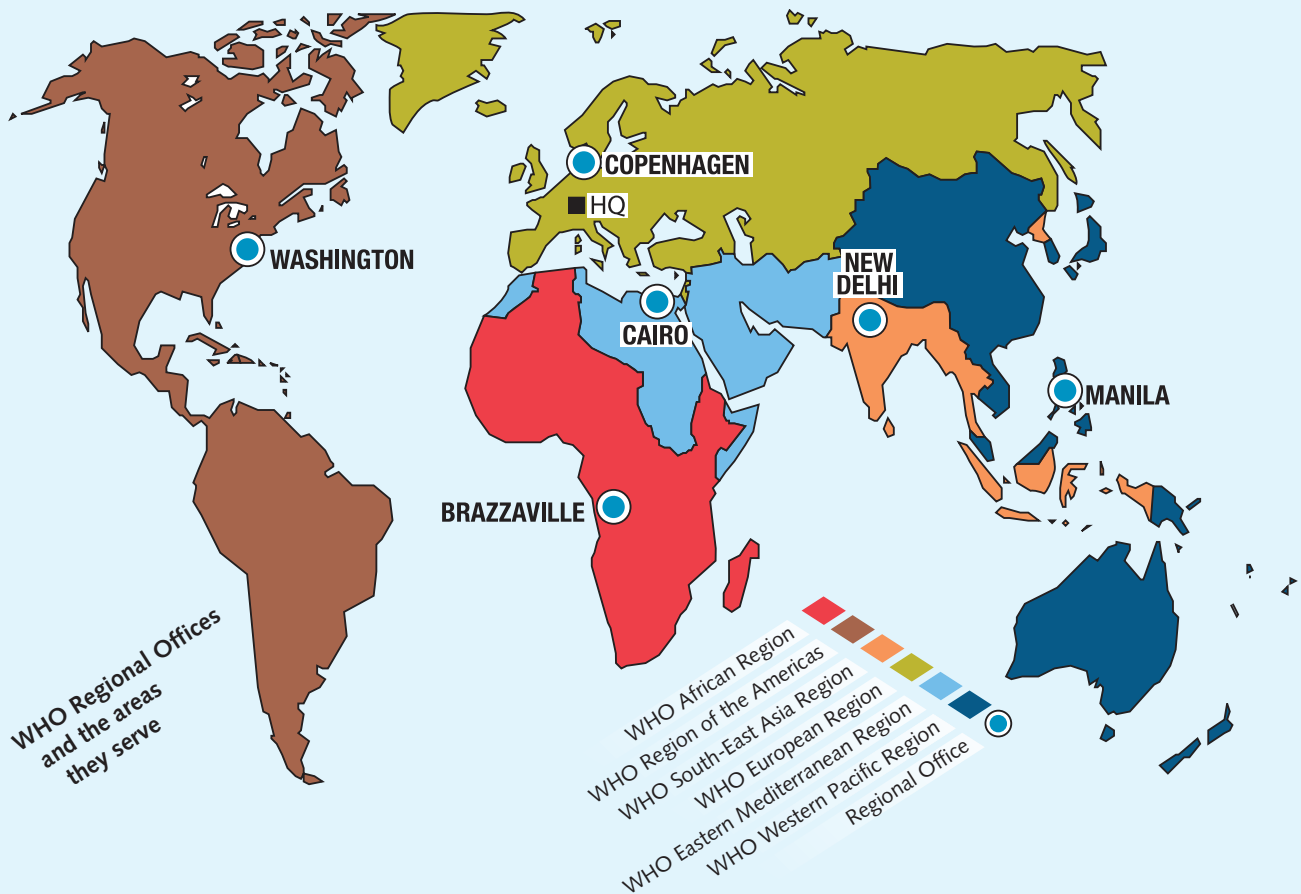 COPENHAGEN
HQ
WASHINGTON
NEW
DELHI
CAIRO
MANILA
BRAZZAVILLE
WHO Regional Offices
and the areas
they serve
WHO African Region
WHO Region of the Americas
WHO South-East Asia Region
WHO European Region
WHO Eastern Mediterranean Region
WHO Western Pacific Region
Regional Office